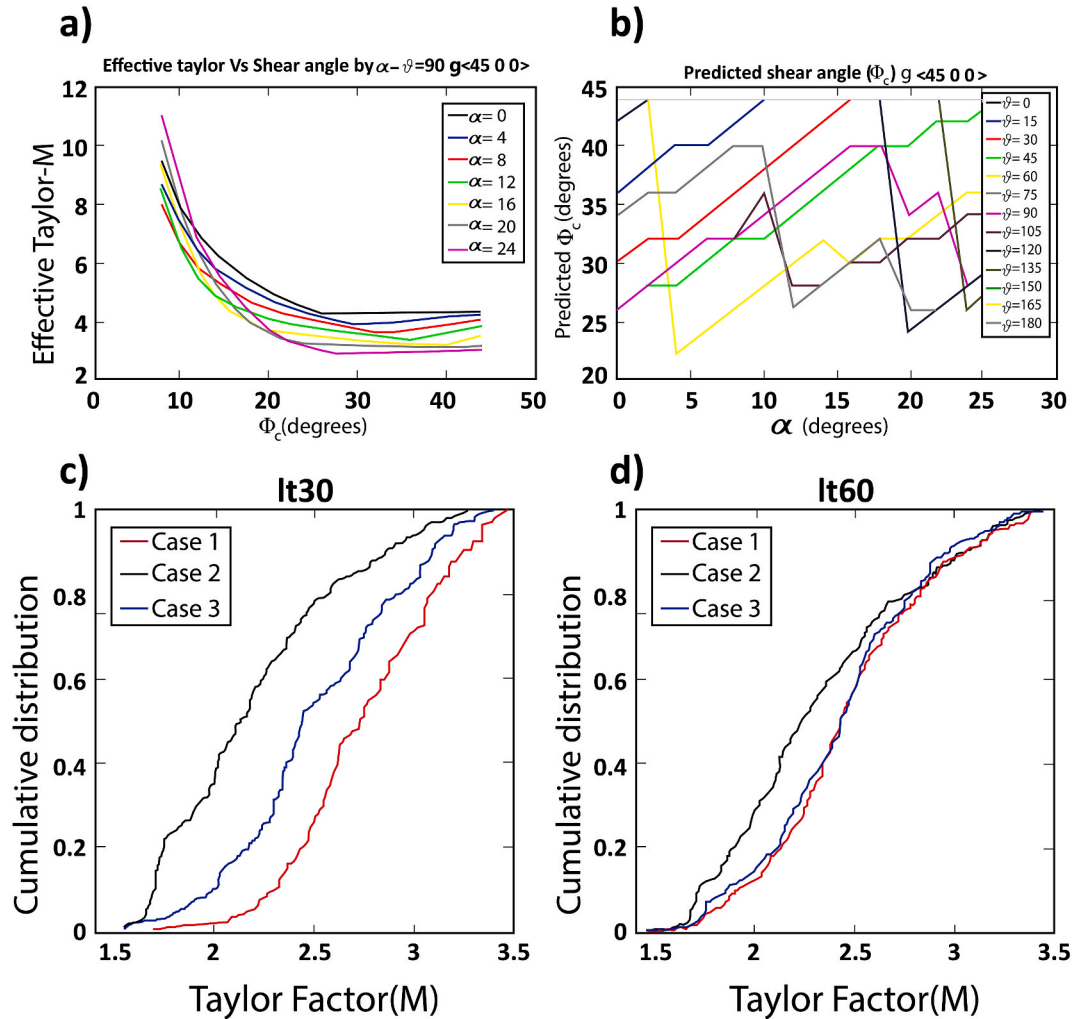 a)
Effective taylor Vs Shear angle by α-ϑ=90 g<45 0 0>
12
10
8
6
4
2
0
10
20
30
40
50
Effective Taylor-M
Φc(degrees)
α= 0
α= 4
α= 8
α= 12
α= 16
α= 20
α= 24
b)
Predicted shear angle (Φc) g <45 0 0>
45
40
35
30
25
20
0
5
10
15
20
25
30
Predicted Φc(degrees)
α (degrees)
ϑ= 0
ϑ= 15
ϑ= 30
ϑ= 45
ϑ= 60
ϑ= 75
ϑ= 90
ϑ=105
ϑ=120
ϑ=135
ϑ=150
ϑ=165
ϑ=180
c)
lt30
1
0.8
0.6
0.4
0.2
0
1.5
2
2.5
3
3.5
Cumulative distribution
Taylor Factor(M)
Case 1
Case 2
Case 3
d)
lt60
1
0.8
0.6
0.4
0.2
0
1.5
2
2.5
3
3.5
Cumulative distribution
Taylor Factor(M)
Case 1
Case 2
Case 3